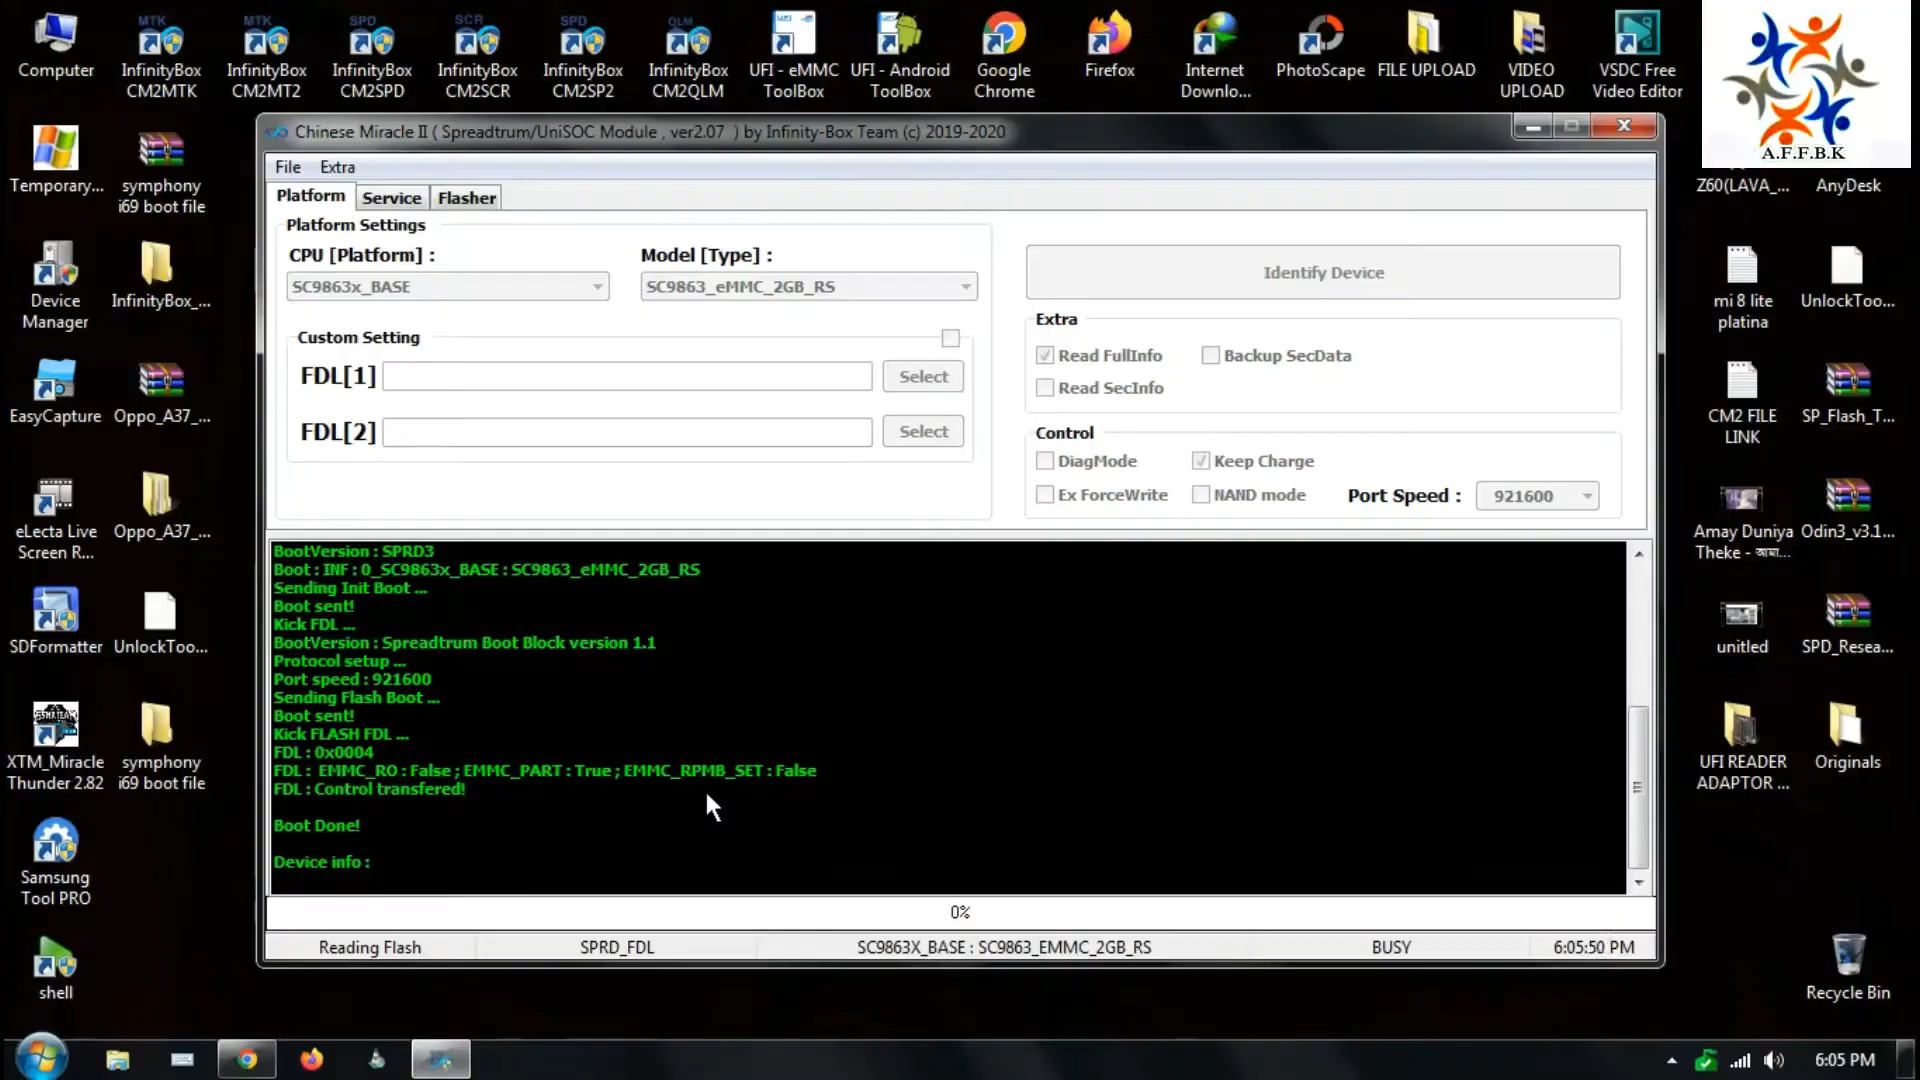 Computer
MTK
InfinityBox
CM2MTK
MTK
InfinityBox
CM2MT2
SPD
InfinityBox
CM2SPD
SCR
InfinityBox
CM2SCR
SPD
InfinityBox
CM2SP2
QLM
InfinityBox
CM2QLM
UFI - eMMC
ToolBox
UFI - Android
ToolBox
Google
Chrome
Firefox
Internet
Downlo...
PhotoScape
FILE UPLOAD
VIDEO
UPLOAD
VSDC Free
Video Editor
A.F.F.B.K
Temporary...
symphony
i69 boot file
Z60(LAVA_...
AnyDesk
Device
Manager
InfinityBox_...
mi 8 lite
platina
UnlockToo...
EasyCapture
Oppo_A37_...
CM2 FILE
LINK
SP_Flash_T...
eLecta Live
Screen R...
Oppo_A37_...
Amay Duniya
Theke - আমা...
Odin3_v3.1...
SDFormatter
UnlockToo...
unitled
SPD_Resea...
XTM_Miracle
Thunder 2.82
symphony
i69 boot file
UFI READER
ADAPTOR ...
Originals
Samsung
Tool PRO
shell
Recycle Bin
Chinese Miracle II ( Spreadtrum/UniSOC Module , ver2.07 ) by Infinity-Box Team (c) 2019-2020
File Extra
Platform Service Flasher
Platform Settings
CPU [Platform] : Model [Type] :
SC9863x_BASE SC9863_eMMC_2GB_RS
Identify Device
Custom Setting
FDL[1] Select
FDL[2] Select
Extra
Read FullInfo Backup SecData
Read SecInfo
Control
DiagMode Keep Charge
Ex ForceWrite NAND mode Port Speed : 921600
BootVersion : SPRD3
Boot : INF : 0_SC9863x_BASE : SC9863_eMMC_2GB_RS
Sending Init Boot ...
Boot sent!
Kick FDL ...
BootVersion : Spreadtrum Boot Block version 1.1
Protocol setup ...
Port speed : 921600
Sending Flash Boot ...
Boot sent!
Kick FLASH FDL ...
FDL : 0x0004
FDL : EMMC_RO : False ; EMMC_PART : True ; EMMC_RPMB_SET : False
FDL : Control transfered!
Boot Done!
Device info :
0%
Reading Flash SPRD_FDL SC9863X_BASE : SC9863_EMMC_2GB_RS BUSY 6:05:50 PM
6:05 PM